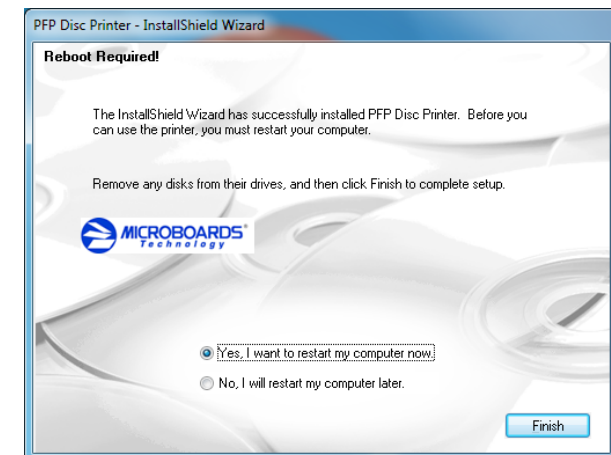 PFP Disc Printer - InstallShield Wizard
Reboot Required!
The InstallShield Wizard has successfully installed PFP Disc Printer. Before you
can use the printer, you must restart your computer.
Remove any disks from their drives, and then click Finish to complete setup.
MICROBOARDS
Technology
Yes, I want to restart my computer now.
No, I will restart my computer later.
Finish